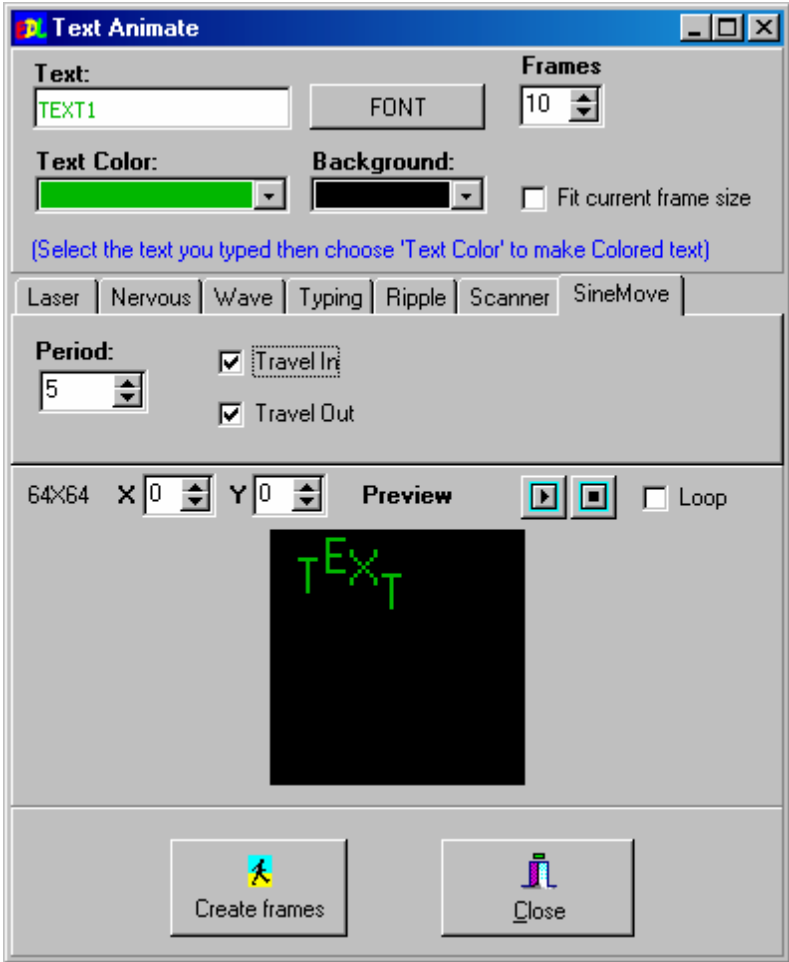 EDL Text Animate
Text: Frames
TEXT1 FONT 10
Text Color: Background:
Fit current frame size
(Select the text you typed then choose 'Text Color' to make Colored text)
Laser Nervous Wave Typing Ripple Scanner SineMove
Period:
5 Travel In
Travel Out
64X64 X 0 Y 0 Preview Loop
TEXT
Create frames Close